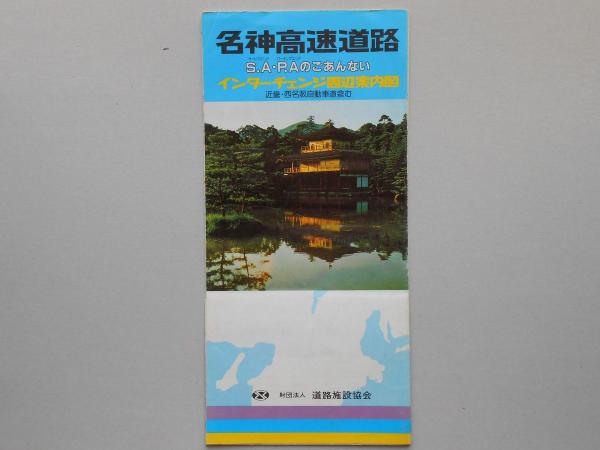 名神高速道路
S.A・P.Aのごあんない
インターチェンジ周辺案内図
近畿・西名阪自動車道含む
財団法人 道路施設協会